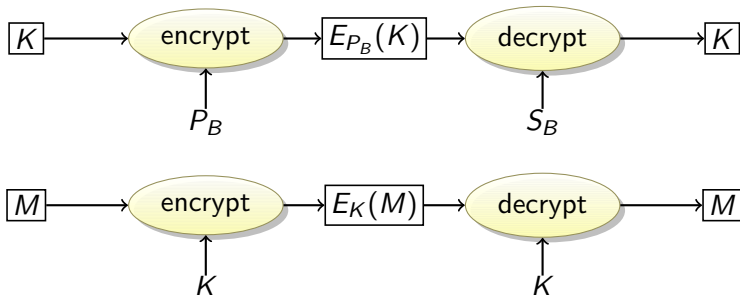 K encrypt E_{P_B}(K) decrypt K
P_B S_B
M encrypt E_K(M) decrypt M
K K